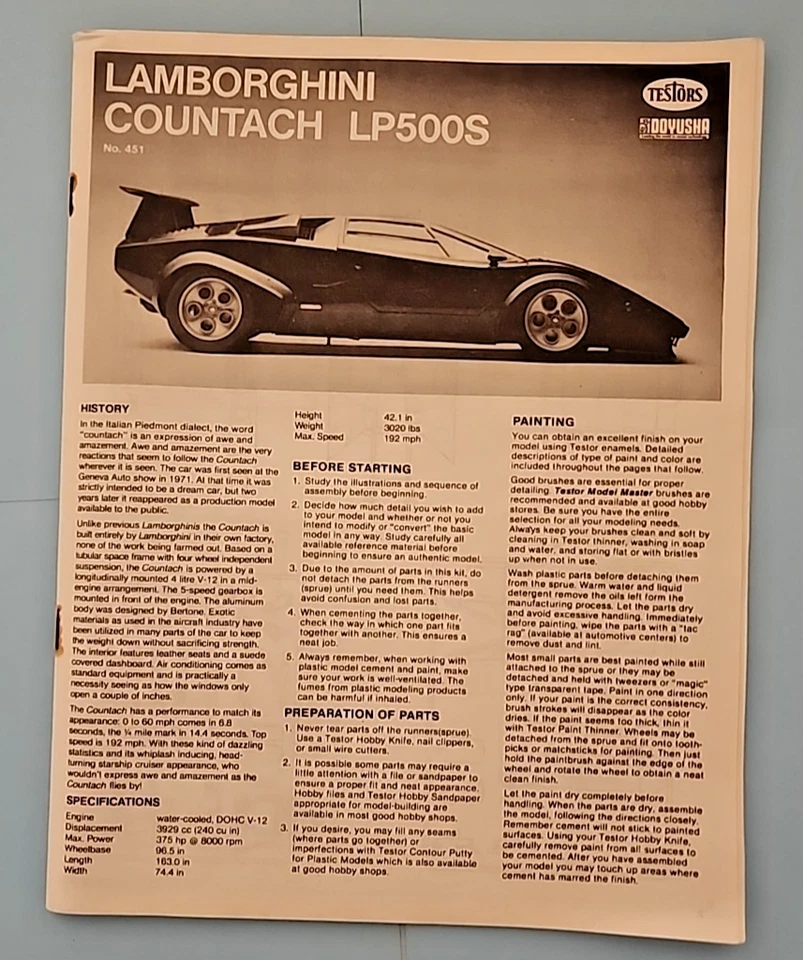 LAMBORGHINI
COUNTACH LP500S
No. 451
TESTORS
DOYUSHA
HISTORY
In the Italian Piedmont dialect, the word
"countach" is an expression of awe and
amazement. Awe and amazement are the very
reactions that seem to follow the Countach
wherever it is seen. The car was first seen at the
Geneva Auto show in 1971. At that time it was
strictly intended to be a dream car, but two
years later it reappeared as a production model
available to the public.
Unlike previous Lamborghinis the Countach is
built entirely by Lamborghini in their own factory,
none of the work being farmed out. Based on a
tubular space frame with four wheel independent
suspension, the Countach is powered by a
longitudinally mounted 4 litre V-12 in a mid-
engine arrangement. The 5-speed gearbox is
mounted in front of the engine. The aluminum
body was designed by Bertone. Exotic
materials as used in the aircraft industry have
been utilized in many parts of the car to keep
the weight down without sacrificing strength.
The interior features leather seats and a suede
covered dashboard. Air conditioning comes as
standard equipment and is practically a
necessity seeing as how the windows only
open a couple of inches.
The Countach has a performance to match its
appearance: 0 to 60 mph comes in 6.8
seconds, the ¼ mile mark in 14.4 seconds. Top
speed is 192 mph. With these kind of dazzling
statistics and its whiplash inducing, head-
turning starship cruiser appearance, who
wouldn't express awe and amazement as the
Countach flies by!
SPECIFICATIONS
Engine water-cooled, DOHC V-12
Displacement 3929 cc (240 cu in)
Max. Power 375 hp @ 8000 rpm
Wheelbase 96.5 in
Length 163.0 in
Width 74.4 in
Height 42.1 in
Weight 3020 lbs
Max. Speed 192 mph
BEFORE STARTING
1. Study the illustrations and sequence of
assembly before beginning.
2. Decide how much detail you wish to add
to your model and whether or not you
intend to modify or "convert" the basic
model in any way. Study carefully all
available reference material before
beginning to ensure an authentic model.
3. Due to the amount of parts in this kit, do
not detach the parts from the runners
(sprue) until you need them. This helps
avoid confusion and lost parts.
4. When cementing the parts together,
check the way in which one part fits
together with another. This ensures a
neat job.
5. Always remember, when working with
plastic model cement and paint, make
sure your work is well-ventilated. The
fumes from plastic modeling products
can be harmful if inhaled.
PREPARATION OF PARTS
1. Never tear parts off the runners(sprue).
Use a Testor Hobby Knife, nail clippers,
or small wire cutters.
2. It is possible some parts may require a
little attention with a file or sandpaper to
ensure a proper fit and neat appearance.
Hobby files and Testor Hobby Sandpaper
appropriate for model-building are
available in most good hobby shops.
3. If you desire, you may fill any seams
(where parts go together) or
imperfections with Testor Contour Putty
for Plastic Models which is also available
at good hobby shops.
PAINTING
You can obtain an excellent finish on your
model using Testor enamels. Detailed
descriptions of type of paint and color are
included throughout the pages that follow.
Good brushes are essential for proper
detailing. Testor Model Master brushes are
recommended and available at good hobby
stores. Be sure you have the entire
selection for all your modeling needs.
Always keep your brushes clean and soft by
cleaning in Testor thinner, washing in soap
and water, and storing flat or with bristles
up when not in use.
Wash plastic parts before detaching them
from the sprue. Warm water and liquid
detergent remove the oils left form the
manufacturing process. Let the parts dry
and avoid excessive handling. Immediately
before painting, wipe the parts with a "tac
rag" (available at automotive centers) to
remove dust and lint.
Most small parts are best painted while still
attached to the sprue or they may be
detached and held with tweezers or "magic"
type transparent tape. Paint in one direction
only. If your paint is the correct consistency,
brush strokes will disappear as the color
dries. If the paint seems too thick, thin it
with Testor Paint Thinner. Wheels may be
detached from the sprue and fit onto tooth-
picks or matchsticks for painting. Then just
hold the paintbrush against the edge of the
wheel and rotate the wheel to obtain a neat
clean finish.
Let the paint dry completely before
handling. When the parts are dry, assemble
the model, following the directions closely.
Remember cement will not stick to painted
surfaces. Using your Testor Hobby Knife,
carefully remove paint from all surfaces to
be cemented. After you have assembled
your model you may touch up areas where
cement has marred the finish.